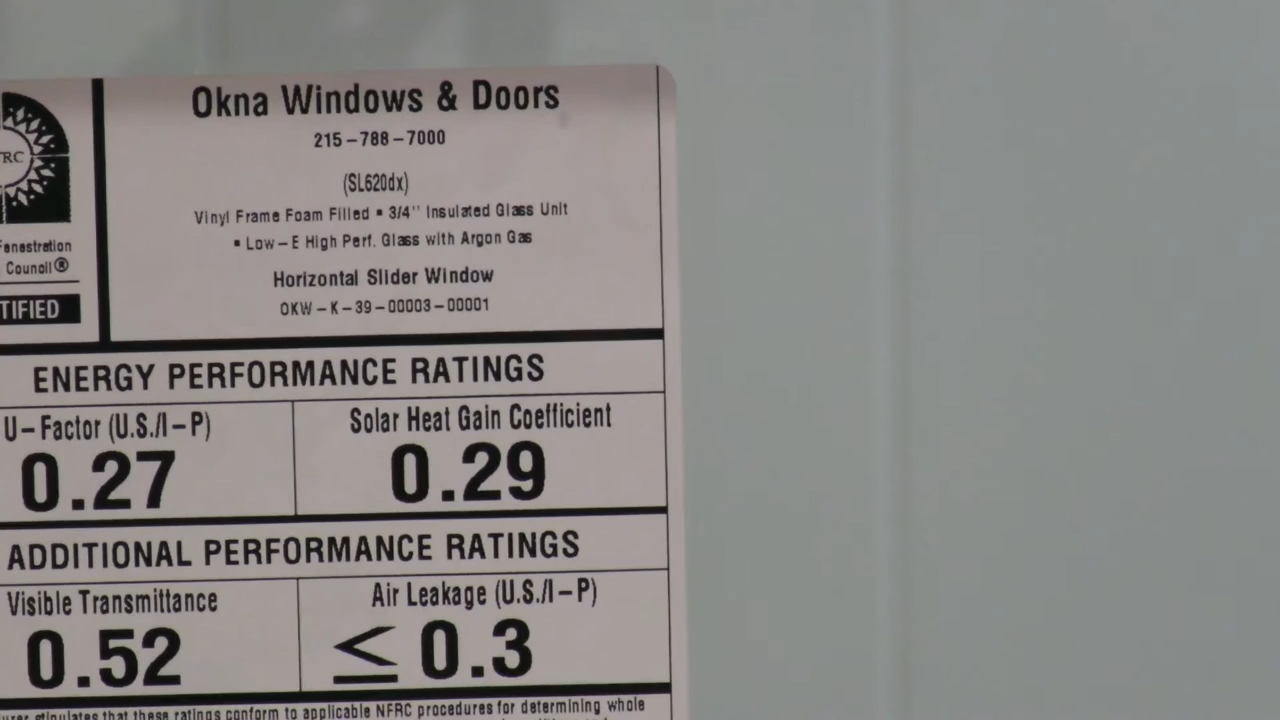 Okna Windows & Doors
215-788-7000
(SL620dx)
Vinyl Frame Foam Filled ▪ 3/4'' Insulated Glass Unit
▪ Low-E High Perf. Glass with Argon Gas
Horizontal Slider Window
OKW-K-39-00003-00001
RC
Fenestration
Council®
TIFIED
ENERGY PERFORMANCE RATINGS
U-Factor (U.S./I-P)
0.27
Solar Heat Gain Coefficient
0.29
ADDITIONAL PERFORMANCE RATINGS
Visible Transmittance
0.52
Air Leakage (U.S./I-P)
≤ 0.3
stipulates that these ratings conform to applicable NFRC procedures for determining whole